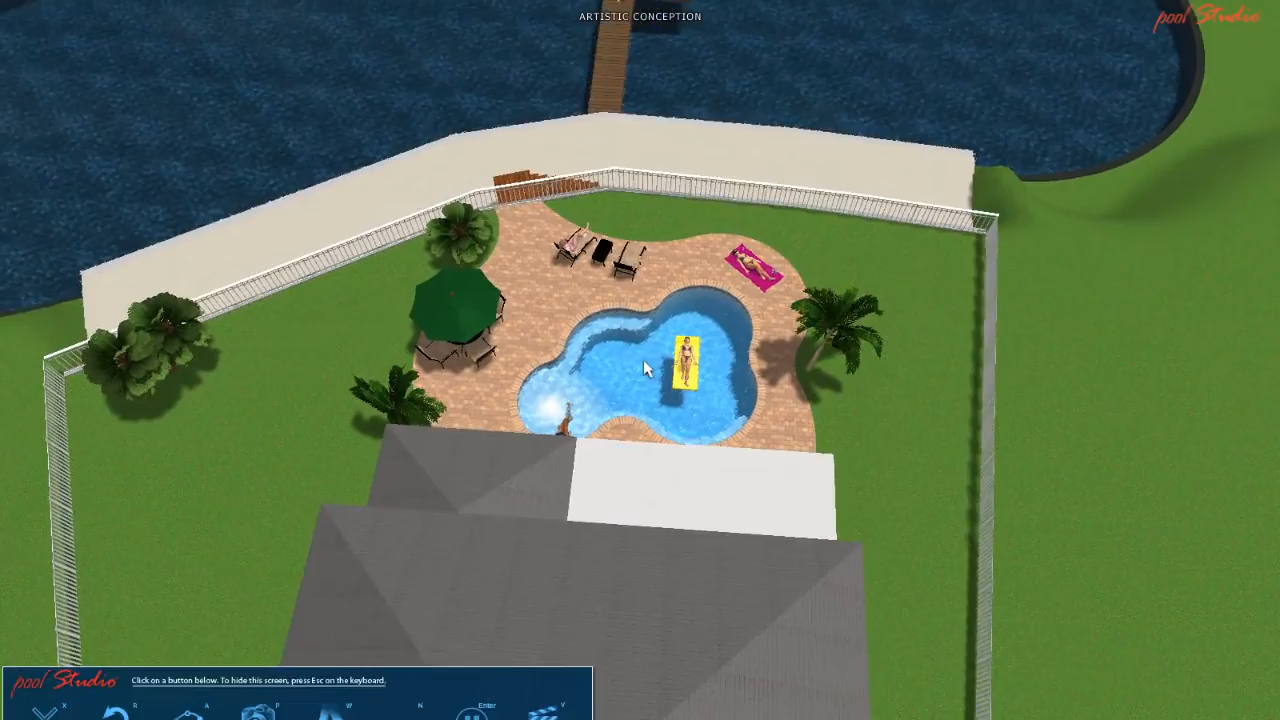 ARTISTIC CONCEPTION
pool Studio
pool Studio
Click on a button below. To hide this screen, press Esc on the keyboard.
X R A P W N Enter V